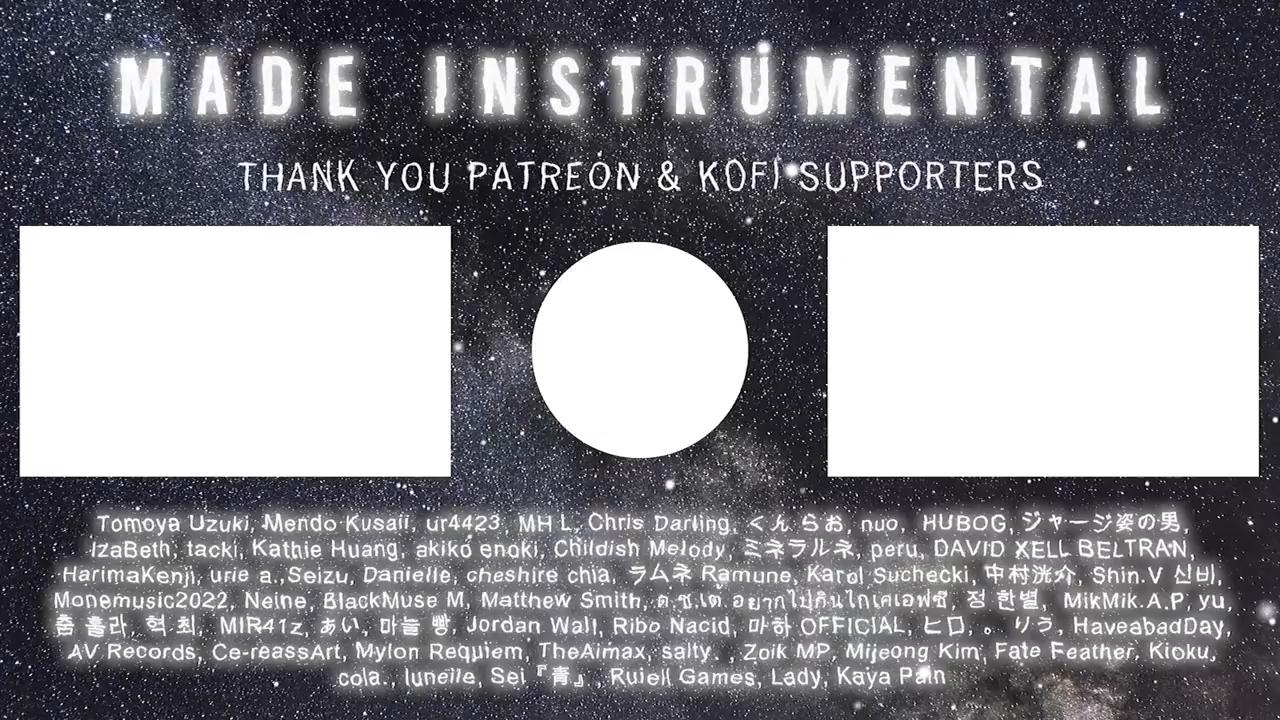 MADE INSTRUMENTAL
THANK YOU PATREON & KOFI SUPPORTERS
Tomoya Uzuki, Mendo Kusaii, ur4423, MH L, Chris Darling, くん らお, nuo, HUBOG, ジャージ姿の男,
IzaBeth, tacki, Kathie Huang, akiko enoki, Childish Melody, ミネラルネ, peru, DAVID XELL BELTRAN,
HarimaKenji, urie a.,Seizu, Danielle, cheshire chia, ラムネ Ramune, Karol Suchecki, 中村洸介, Shin.V 신비,
Monemusic2022, Neine, BlackMuse M, Matthew Smith, ด.ช.เต้ อยากไปกินไก่เคเอฟซี, 정 한별, MikMik.A.P, yu,
홀라, 혁 최, MIR41z, あい, 마늘 빵, Jordan Wall, Ribo Nacid, 마하 OFFICIAL, ヒロ, 。 りう, HaveabadDay,
AV Records, Ce-reassArt, Mylon Requiem, TheAimax, salty. , Zoik MP, Mijeong Kim, Fate Feather, Kioku,
cola., lunelle, Sei『青』, Ruiell Games, Lady, Kaya Pain